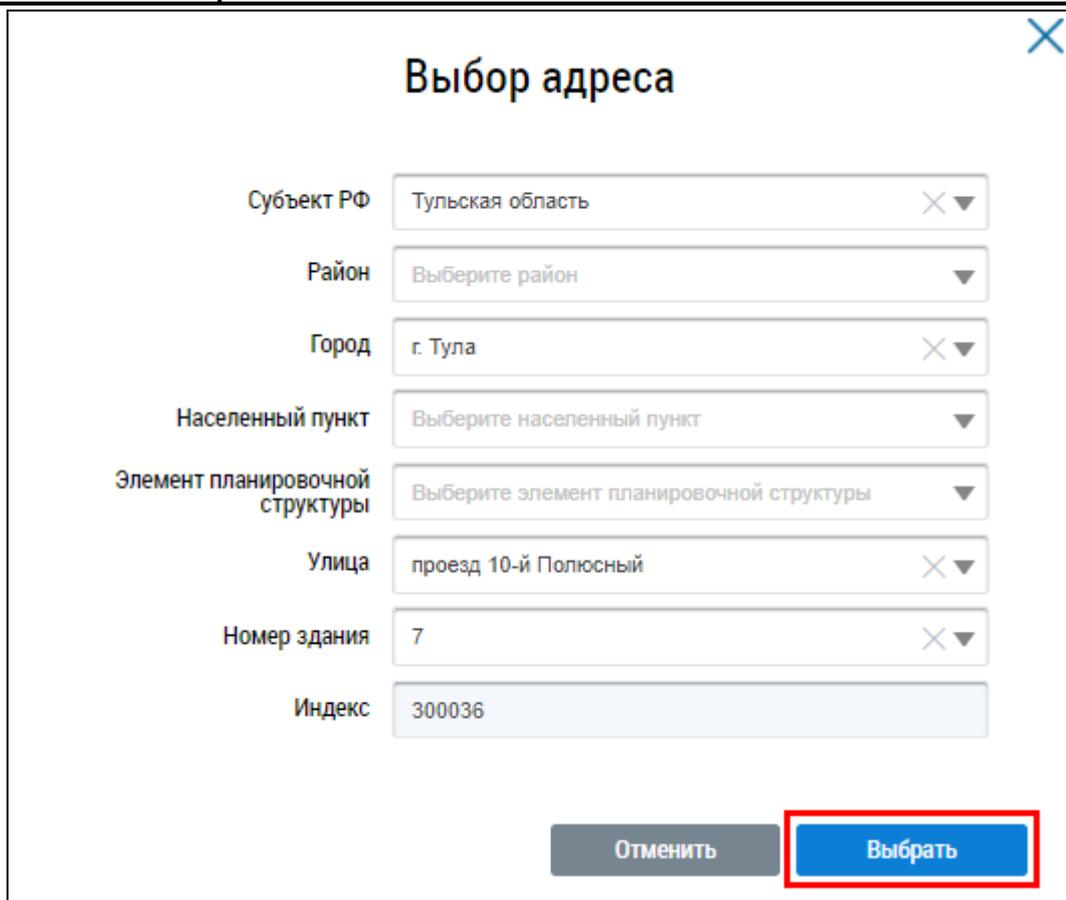 Выбор адреса
Субъект РФ Тульская область
Район Выберите район
Город г. Тула
Населенный пункт Выберите населенный пункт
Элемент планировочной
структуры Выберите элемент планировочной структуры
Улица проезд 10-й Полюсный
Номер здания 7
Индекс 300036
Отменить Выбрать